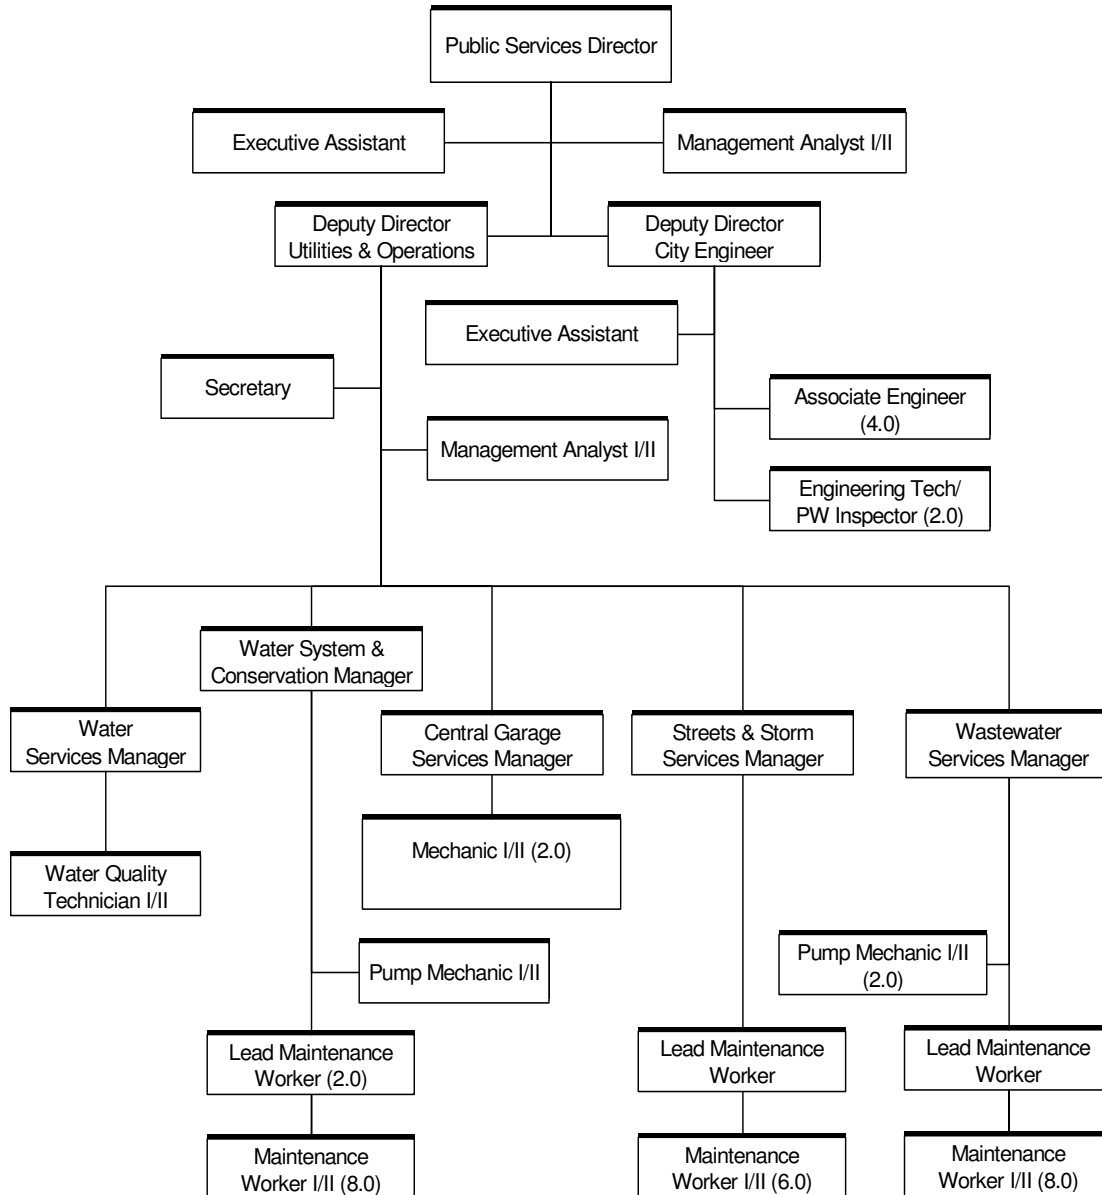 Public Services Director
Executive Assistant
Management Analyst I/II
Deputy Director
Utilities & Operations
Deputy Director
City Engineer
Executive Assistant
Secretary
Associate Engineer
(4.0)
Management Analyst I/II
Engineering Tech/
PW Inspector (2.0)
Water System &
Conservation Manager
Water
Services Manager
Central Garage
Services Manager
Streets & Storm
Services Manager
Wastewater
Services Manager
Mechanic I/II (2.0)
Water Quality
Technician I/II
Pump Mechanic I/II
Pump Mechanic I/II
(2.0)
Lead Maintenance
Worker (2.0)
Lead Maintenance
Worker
Lead Maintenance
Worker
Maintenance
Worker I/II (8.0)
Maintenance
Worker I/II (6.0)
Maintenance
Worker I/II (8.0)